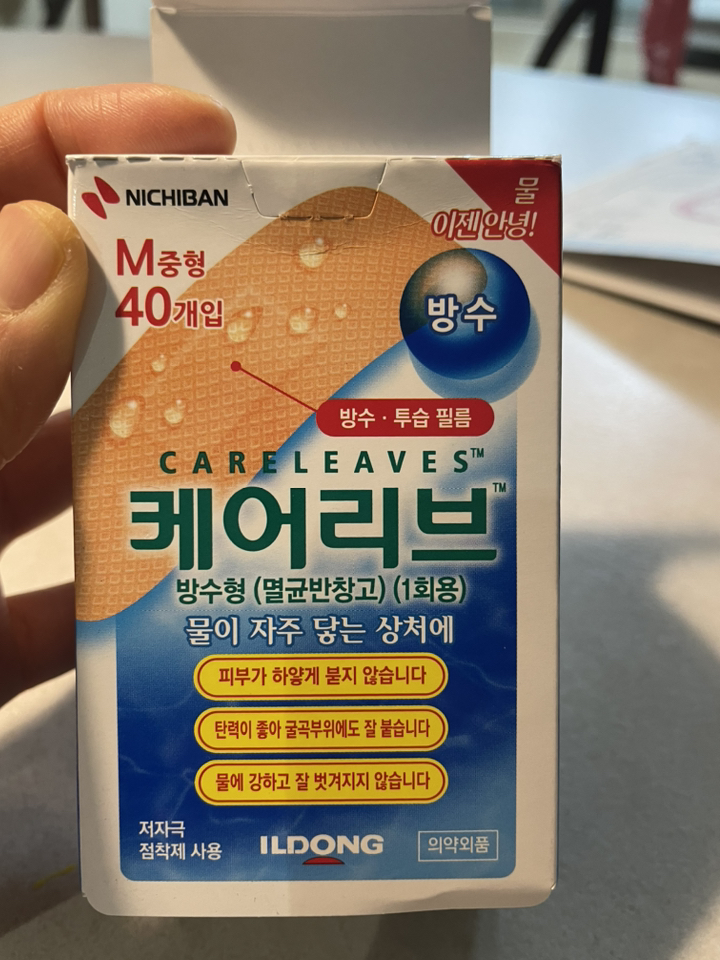 NICHIBAN
물
이젠 안녕!
M중형
40개입
방수
방수 · 투습 필름
CARELEAVES™
케어리브™
방수형 (멸균반창고) (1회용)
물이 자주 닿는 상처에
피부가 하얗게 붇지 않습니다
탄력이 좋아 굴곡부위에도 잘 붙습니다
물에 강하고 잘 벗겨지지 않습니다
저자극
점착제 사용
ILDONG
의약외품